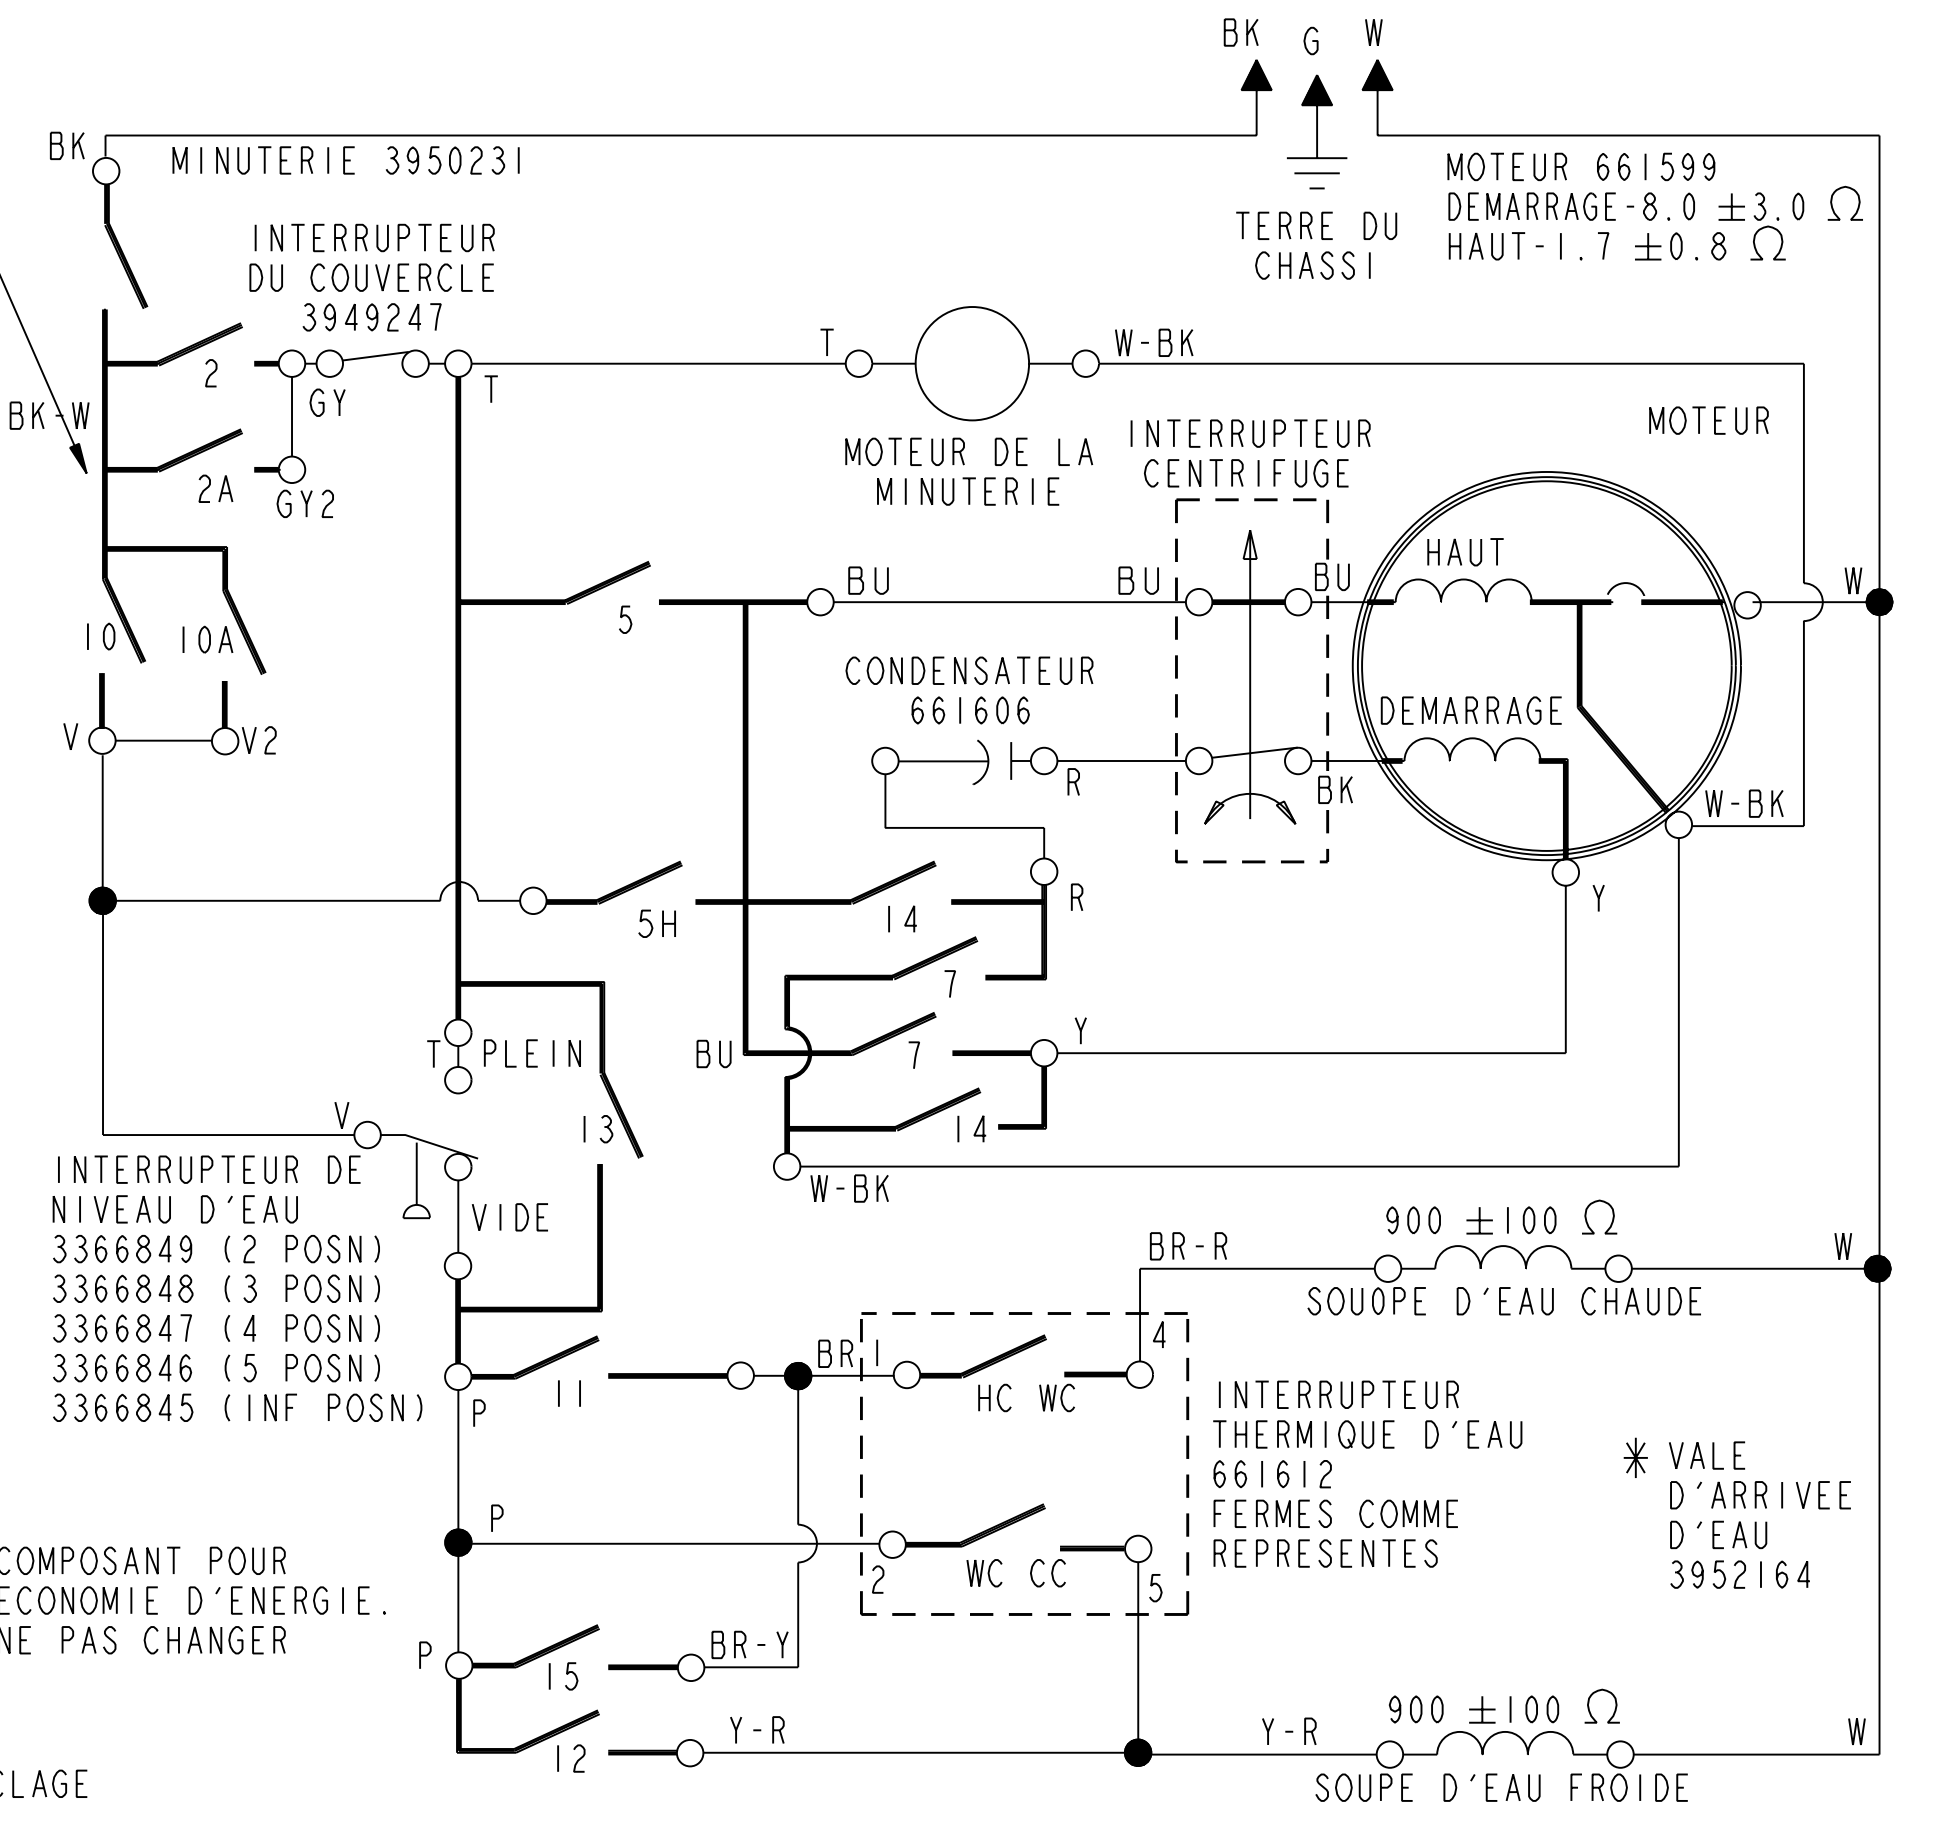 BK G W
BK
MINUTERIE 3950231
MOTEUR 661599
DEMARRAGE-8.0 ±3.0 Ω
HAUT-1.7 ±0.8 Ω
TERRE DU
CHASSI
INTERRUPTEUR
DU COUVERCLE
3949247
2
GY
T
T
W-BK
BK-W
2A
GY2
MOTEUR DE LA
MINUTERIE
INTERRUPTEUR
CENTRIFUGE
MOTEUR
HAUT
10
10A
5
BU
BU
BU
W
V
V2
CONDENSATEUR
661606
DEMARRAGE
R
BK
W-BK
5H
14
R
Y
7
T
PLEIN
BU
7
Y
13
14
V
INTERRUPTEUR DE
NIVEAU D'EAU
3366849 (2 POSN)
3366848 (3 POSN)
3366847 (4 POSN)
3366846 (5 POSN)
3366845 (INF POSN)
VIDE
W-BK
BR-R
900 ±100 Ω
W
SOUOPE D'EAU CHAUDE
11
P
BR 1
4
HC WC
INTERRUPTEUR
THERMIQUE D'EAU
661612
FERMES COMME
REPRESENTES
* VALE
D'ARRIVEE
D'EAU
3952164
P
2
WC CC
5
COMPOSANT POUR
ECONOMIE D'ENERGIE.
NE PAS CHANGER
P
15
BR-Y
12
Y-R
Y-R
900 ±100 Ω
W
SOUPE D'EAU FROIDE
CLAGE